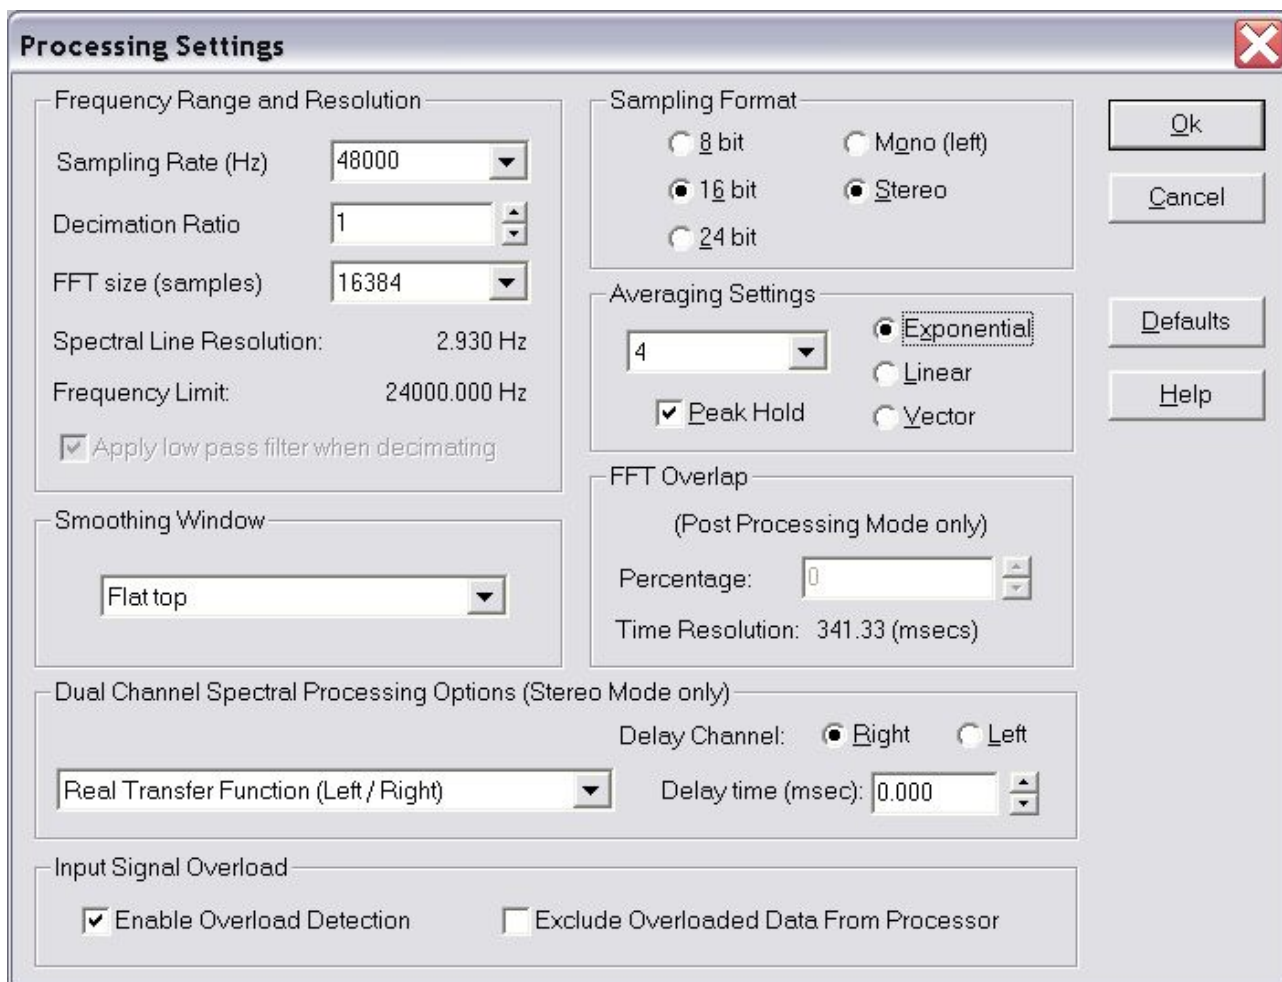 Processing Settings
Frequency Range and Resolution
Sampling Rate (Hz) 48000
Decimation Ratio 1
FFT size (samples) 16384
Spectral Line Resolution: 2.930 Hz
Frequency Limit: 24000.000 Hz
Apply low pass filter when decimating
Smoothing Window
Flat top
Sampling Format
8 bit Mono (left)
16 bit Stereo
24 bit
Averaging Settings
4
Peak Hold
Exponential
Linear
Vector
FFT Overlap
(Post Processing Mode only)
Percentage: 0
Time Resolution: 341.33 (msecs)
Dual Channel Spectral Processing Options (Stereo Mode only)
Delay Channel: Right Left
Real Transfer Function (Left / Right) Delay time (msec): 0.000
Input Signal Overload
Enable Overload Detection Exclude Overloaded Data From Processor
Ok
Cancel
Defaults
Help